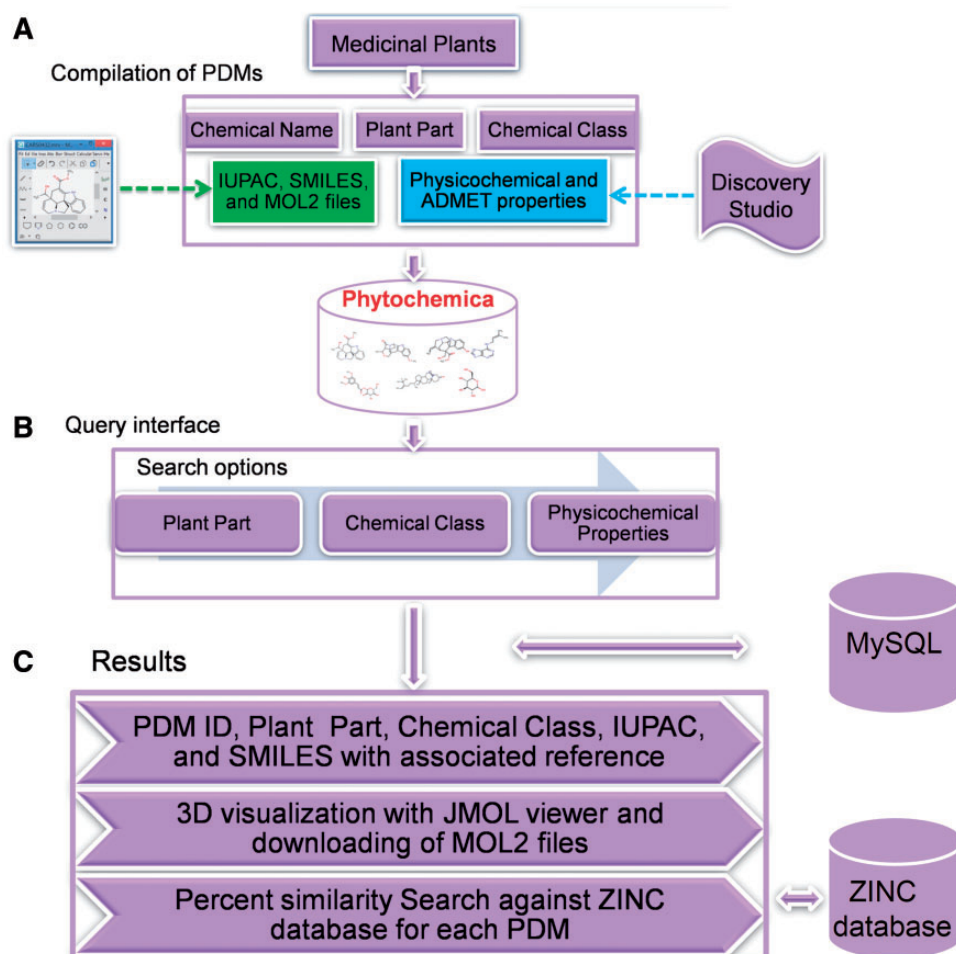 A
Medicinal Plants
Compilation of PDMs
Chemical Name
Plant Part
Chemical Class
IUPAC, SMILES,
and MOL2 files
Physicochemical and
ADMET properties
Discovery
Studio
Phytochemica
B
Query interface
Search options
Plant Part
Chemical Class
Physicochemical
Properties
MySQL
C
Results
PDM ID, Plant Part, Chemical Class, IUPAC,
and SMILES with associated reference
3D visualization with JMOL viewer and
downloading of MOL2 files
Percent similarity Search against ZINC
database for each PDM
ZINC
database